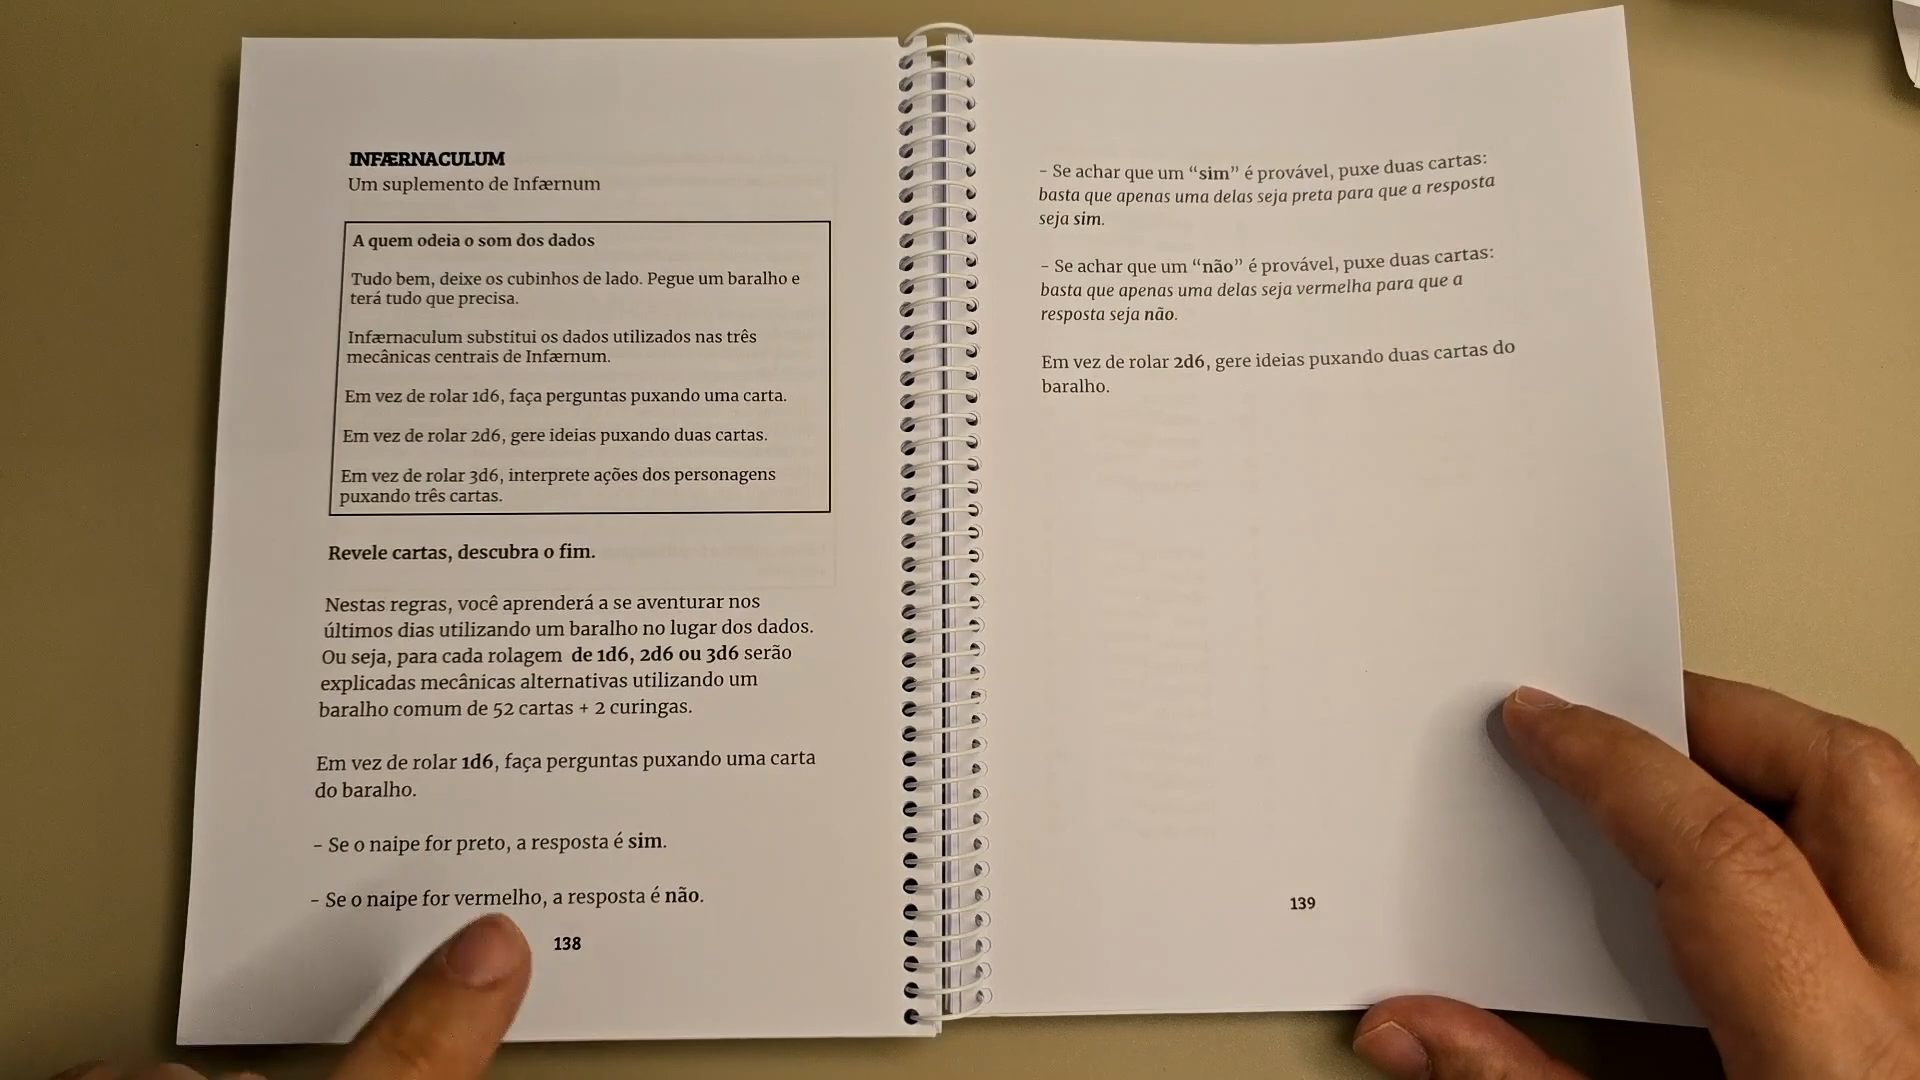 INFÆRNACULUM
Um suplemento de Infærnum
A quem odeia o som dos dados
Tudo bem, deixe os cubinhos de lado. Pegue um baralho e
terá tudo que precisa.
Infærnaculum substitui os dados utilizados nas três
mecânicas centrais de Infærnum.
Em vez de rolar 1d6, faça perguntas puxando uma carta.
Em vez de rolar 2d6, gere ideias puxando duas cartas.
Em vez de rolar 3d6, interprete ações dos personagens
puxando três cartas.
Revele cartas, descubra o fim.
Nestas regras, você aprenderá a se aventurar nos
últimos dias utilizando um baralho no lugar dos dados.
Ou seja, para cada rolagem de 1d6, 2d6 ou 3d6 serão
explicadas mecânicas alternativas utilizando um
baralho comum de 52 cartas + 2 curingas.
Em vez de rolar 1d6, faça perguntas puxando uma carta
do baralho.
– Se o naipe for preto, a resposta é sim.
– Se o naipe for vermelho, a resposta é não.
138
– Se achar que um “sim” é provável, puxe duas cartas:
basta que apenas uma delas seja preta para que a resposta
seja sim.
– Se achar que um “não” é provável, puxe duas cartas:
basta que apenas uma delas seja vermelha para que a
resposta seja não.
Em vez de rolar 2d6, gere ideias puxando duas cartas do
baralho.
139